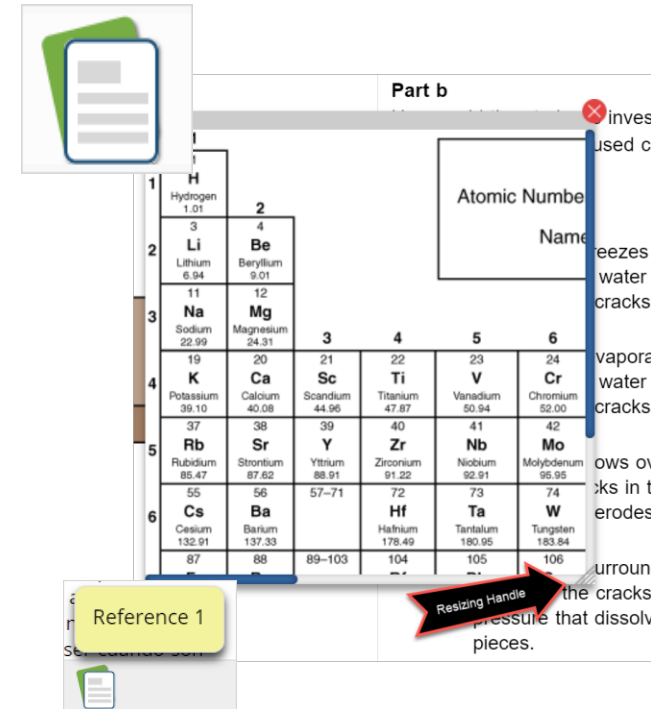 Part b
inves
used c
1
1
H
Hydrogen
1.01
2
Atomic Numbe
Name
2
3
Li
Lithium
6.94
4
Be
Beryllium
9.01
reezes
water
cracks
3
11
Na
Sodium
22.99
12
Mg
Magnesium
24.31
3
4
5
6
4
19
K
Potassium
39.10
20
Ca
Calcium
40.08
21
Sc
Scandium
44.96
22
Ti
Titanium
47.87
23
V
Vanadium
50.94
24
Cr
Chromium
52.00
vapora
water
cracks
5
37
Rb
Rubidium
85.47
38
Sr
Strontium
87.62
39
Y
Yttrium
88.91
40
Zr
Zirconium
91.22
41
Nb
Niobium
92.91
42
Mo
Molybdenum
95.95
ows ov
cks in t
erodes
6
55
Cs
Cesium
132.91
56
Ba
Barium
137.33
57–71
72
Hf
Hafnium
178.49
73
Ta
Tantalum
180.95
74
W
Tungsten
183.84
87
88
89–103
104
105
106
urroun
the cracks
pressure that dissolv
pieces.
Resizing Handle
Reference 1